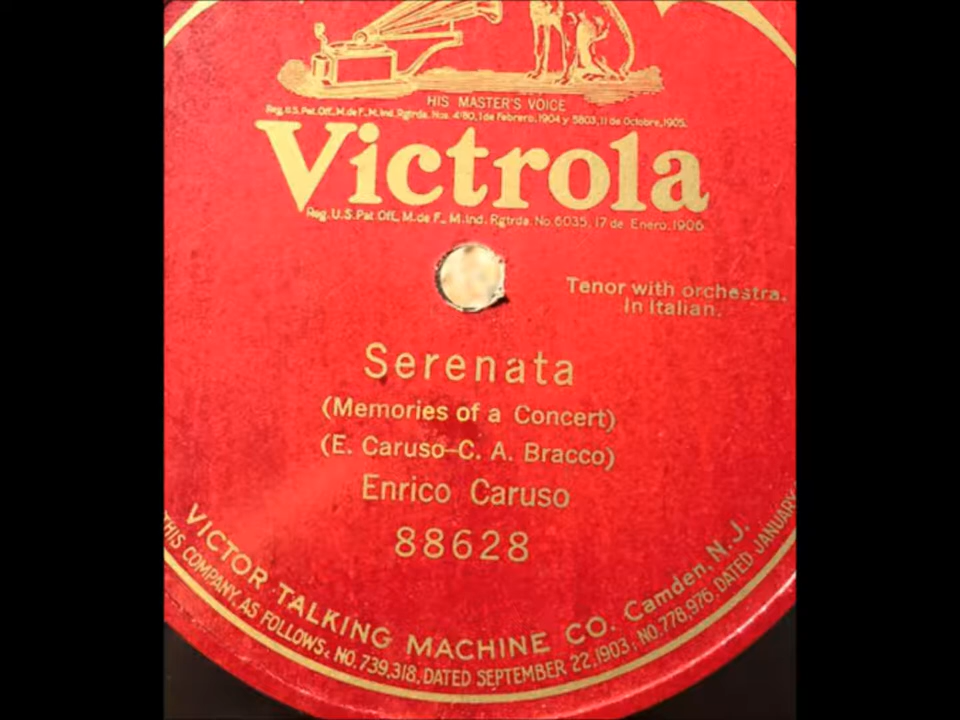 HIS MASTER'S VOICE
Reg. U.S. Pat. Off., M. de F., M. Ind. Rgtrda. Nos. 4180, 1 de Febrero, 1904 y 5803, 11 de Octobre, 1905.
Victrola
Reg. U.S. Pat. Off., M. de F., M. Ind. Rgtrda. No. 6035, 17 de Enero, 1906
Tenor with orchestra.
In Italian.
Serenata
(Memories of a Concert)
(E. Caruso-C. A. Bracco)
Enrico Caruso
88628
VICTOR TALKING MACHINE CO. Camden, N. J.
THIS COMPANY, AS FOLLOWS, NO. 739,318, DATED SEPTEMBER 22, 1903, NO. 778,976, DATED JANUARY